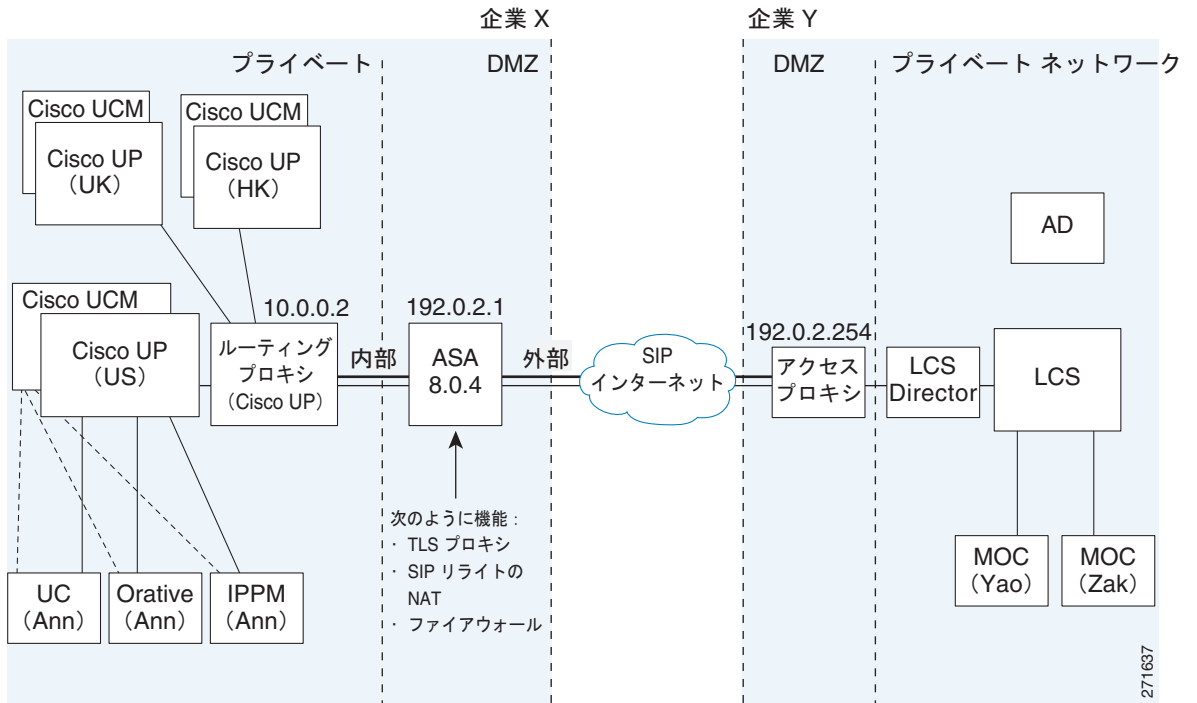 企業 X
企業 Y
プライベート
DMZ
DMZ
プライベート ネットワーク
Cisco UCM
Cisco UP
（UK）
Cisco UCM
Cisco UP
（HK）
AD
Cisco UCM
Cisco UP
（US）
10.0.0.2
ルーティング
プロキシ
（Cisco UP）
内部
192.0.2.1
ASA
8.0.4
外部
SIP
インターネット
192.0.2.254
アクセス
プロキシ
LCS
Director
LCS
次のように機能：
・ TLS プロキシ
・ SIP リライトの
NAT
・ ファイアウォール
UC
（Ann）
Orative
（Ann）
IPPM
（Ann）
MOC
（Yao）
MOC
（Zak）
271637